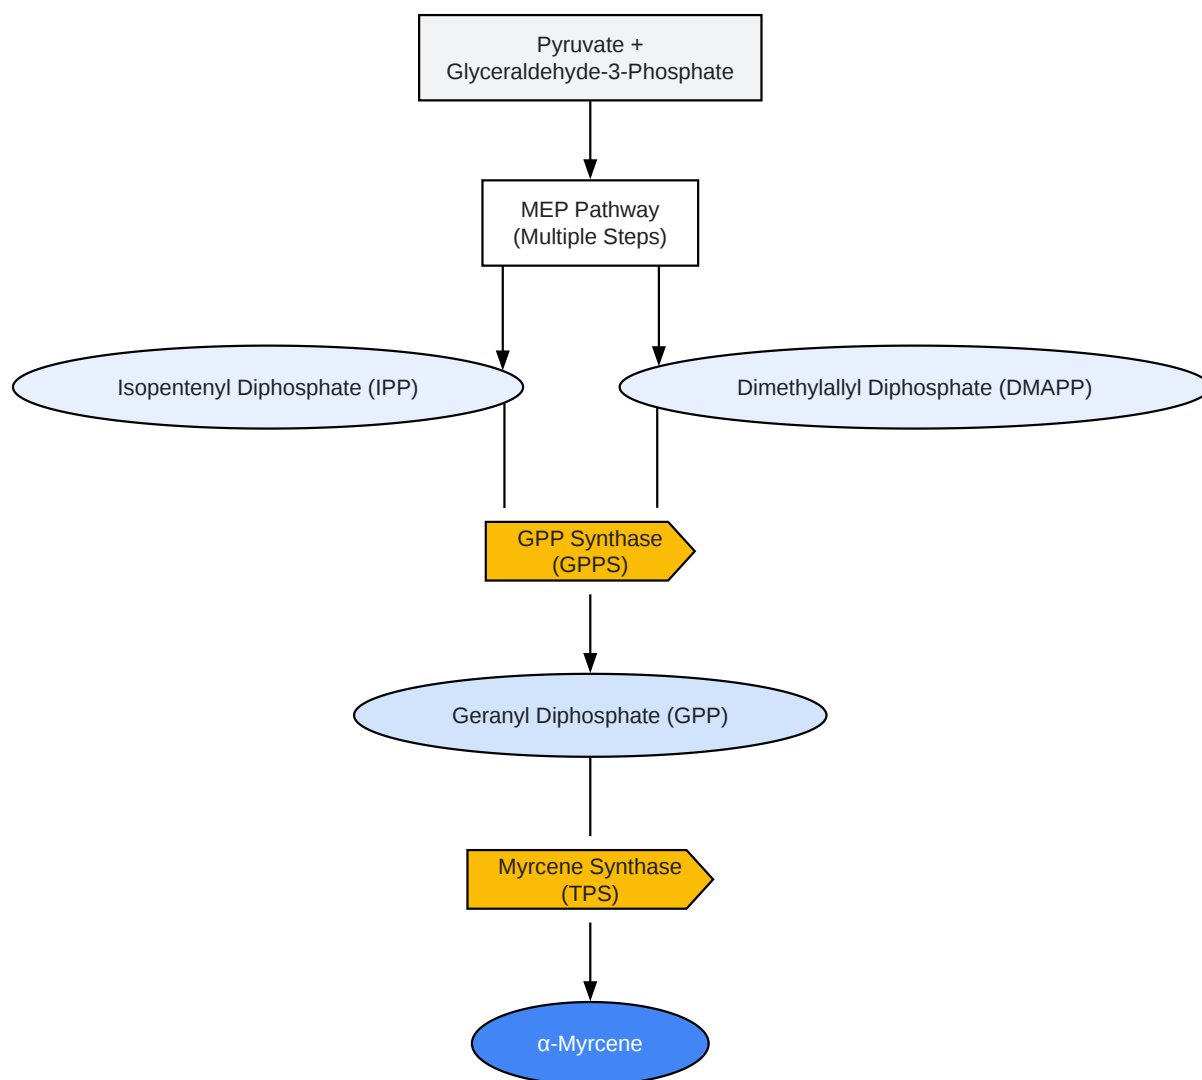 Pyruvate +
Glyceraldehyde-3-Phosphate
MEP Pathway
(Multiple Steps)
Isopentenyl Diphosphate (IPP)
Dimethylallyl Diphosphate (DMAPP)
GPP Synthase
(GPPS)
Geranyl Diphosphate (GPP)
Myrcene Synthase
(TPS)
α-Myrcene